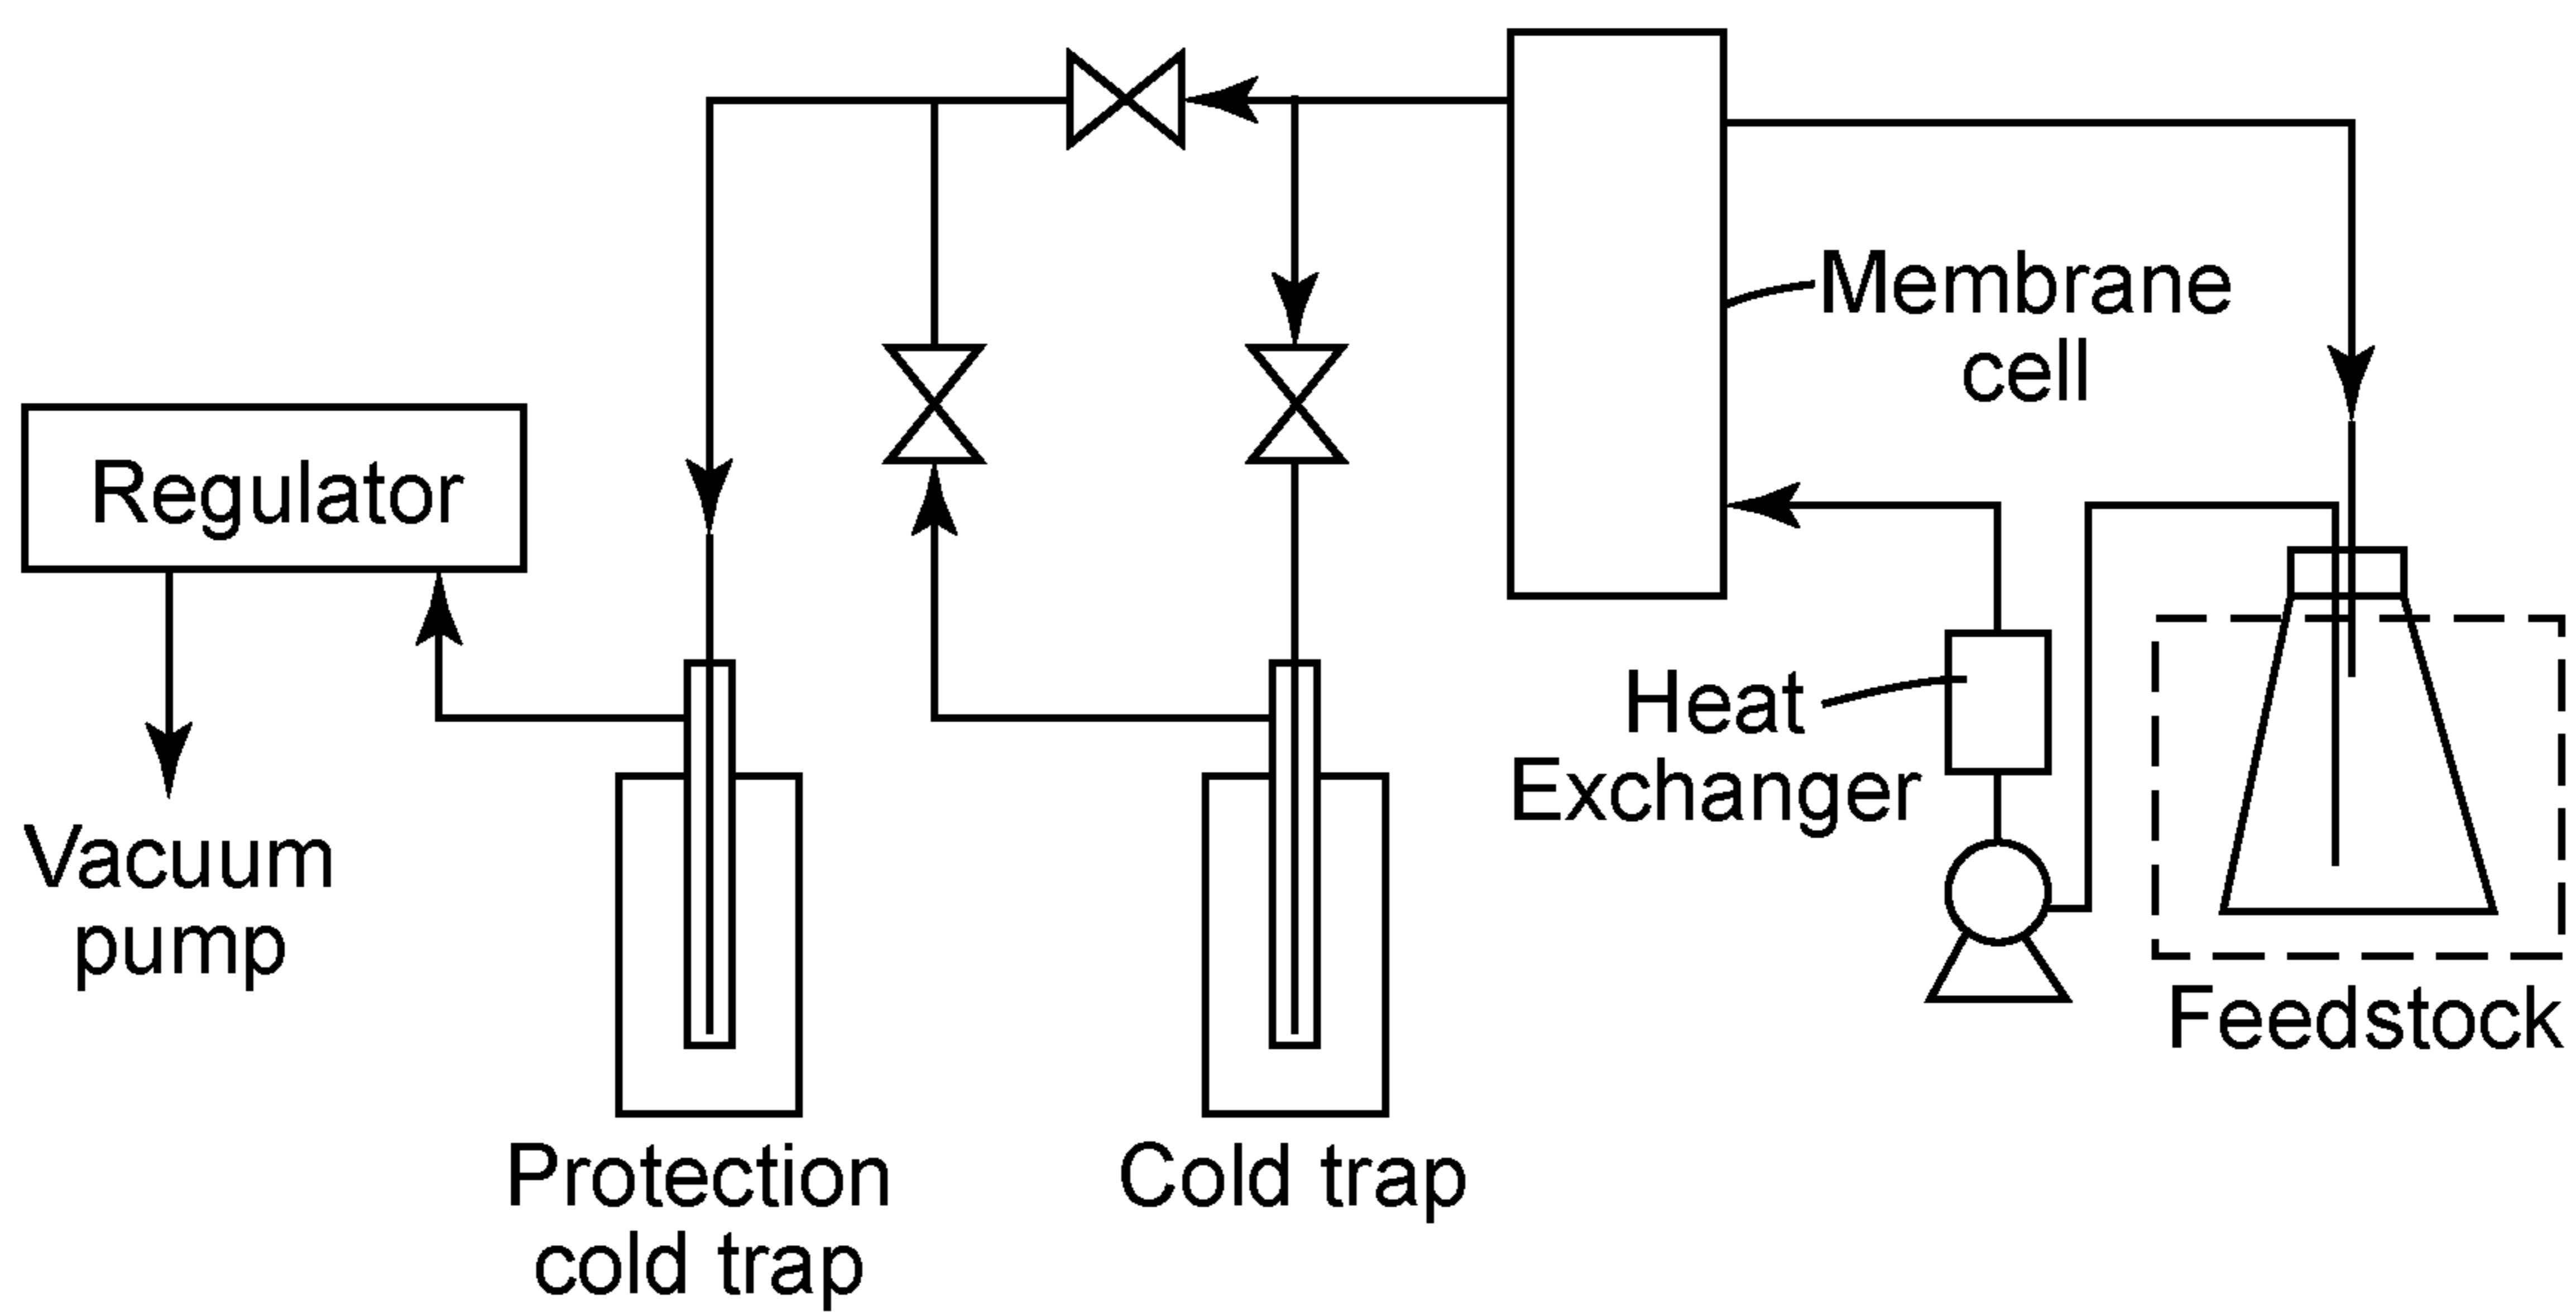 Membrane
cell
Regulator
Heat
Exchanger
Vacuum
pump
Feedstock
Protection
cold trap
Cold trap